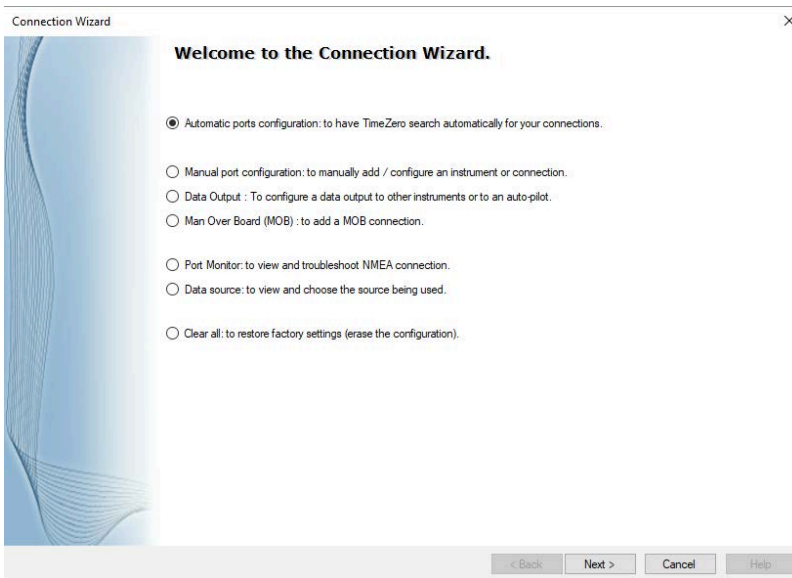 Connection Wizard
Welcome to the Connection Wizard.
Automatic ports configuration: to have TimeZero search automatically for your connections.
Manual port configuration: to manually add / configure an instrument or connection.
Data Output : To configure a data output to other instruments or to an auto-pilot.
Man Over Board (MOB) : to add a MOB connection.
Port Monitor: to view and troubleshoot NMEA connection.
Data source: to view and choose the source being used.
Clear all: to restore factory settings (erase the configuration).
< Back Next > Cancel Help